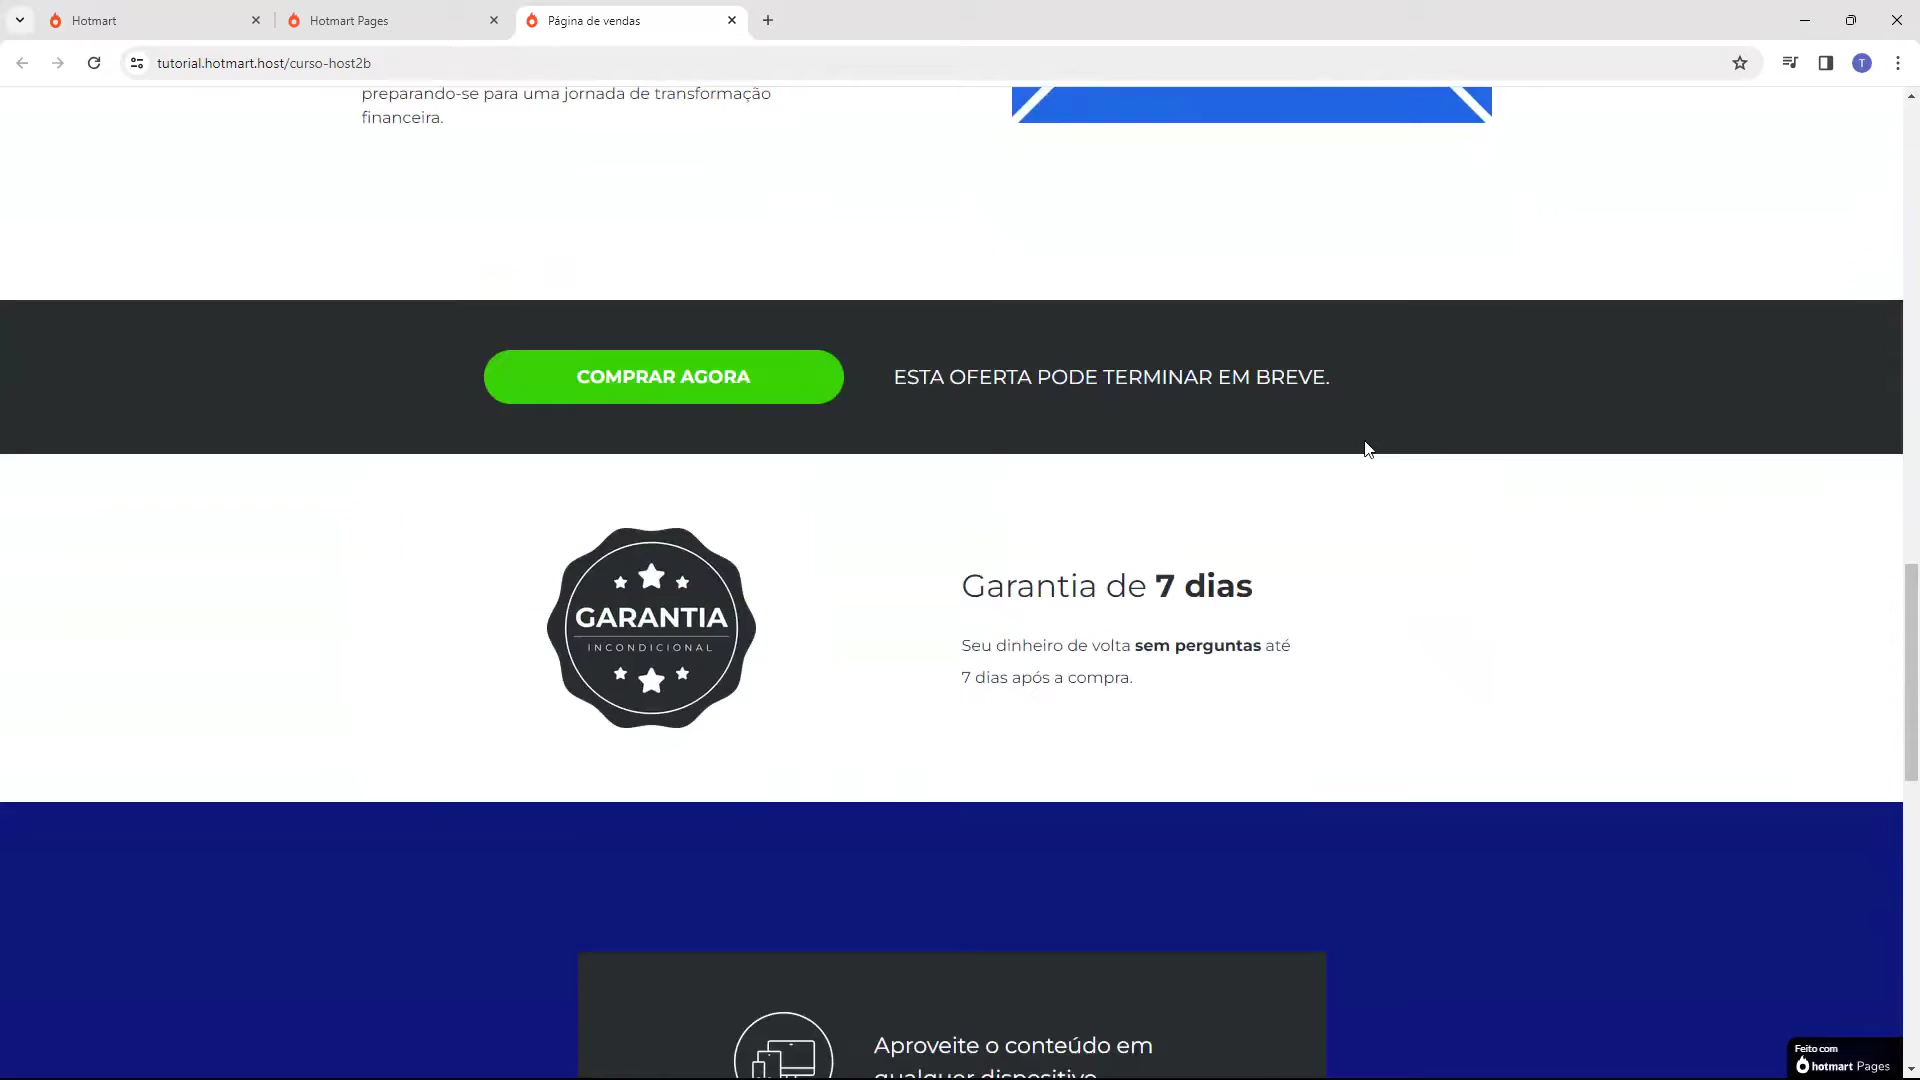 Hotmart
Hotmart Pages
Página de vendas
tutorial.hotmart.host/curso-host2b
T
preparando-se para uma jornada de transformação
financeira.
COMPRAR AGORA
ESTA OFERTA PODE TERMINAR EM BREVE.
GARANTIA
INCONDICIONAL
Garantia de 7 dias
Seu dinheiro de volta sem perguntas até
7 dias após a compra.
Aproveite o conteúdo em
qualquer dispositivo
Feito com
hotmart Pages